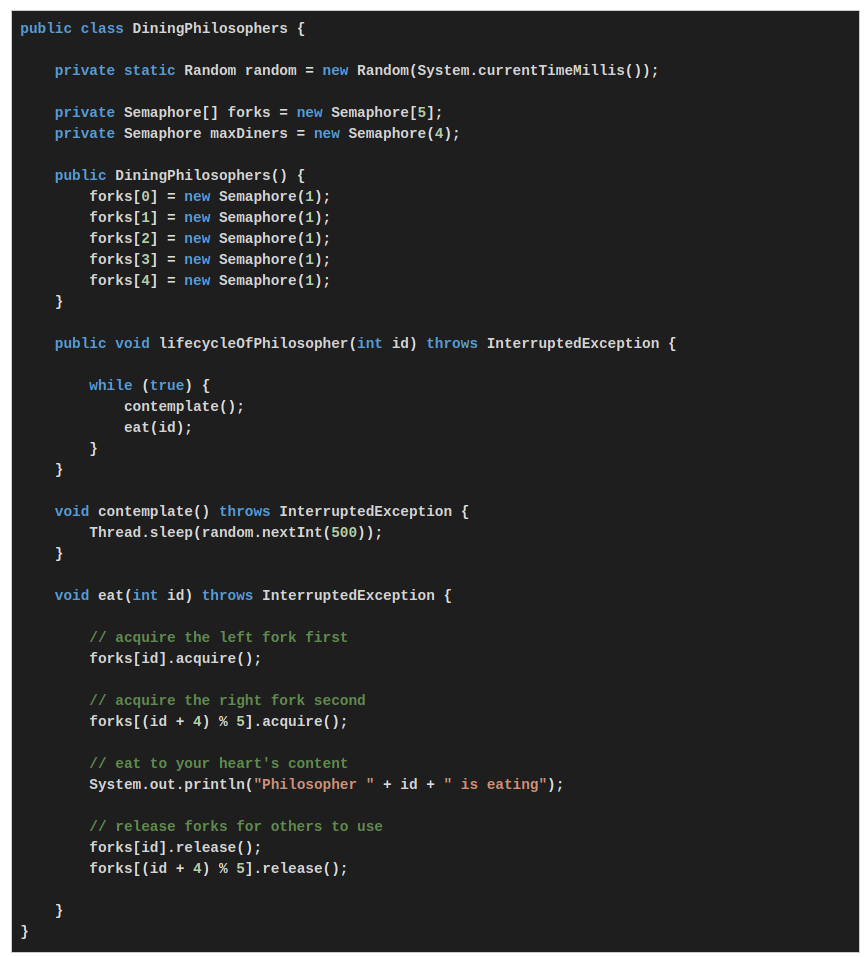 public class DiningPhilosophers {

    private static Random random = new Random(System.currentTimeMillis());

    private Semaphore[] forks = new Semaphore[5];
    private Semaphore maxDiners = new Semaphore(4);

    public DiningPhilosophers() {
        forks[0] = new Semaphore(1);
        forks[1] = new Semaphore(1);
        forks[2] = new Semaphore(1);
        forks[3] = new Semaphore(1);
        forks[4] = new Semaphore(1);
    }

    public void lifecycleOfPhilosopher(int id) throws InterruptedException {

        while (true) {
            contemplate();
            eat(id);
        }
    }

    void contemplate() throws InterruptedException {
        Thread.sleep(random.nextInt(500));
    }

    void eat(int id) throws InterruptedException {

        // acquire the left fork first
        forks[id].acquire();

        // acquire the right fork second
        forks[(id + 4) % 5].acquire();

        // eat to your heart's content
        System.out.println("Philosopher " + id + " is eating");

        // release forks for others to use
        forks[id].release();
        forks[(id + 4) % 5].release();

    }
}